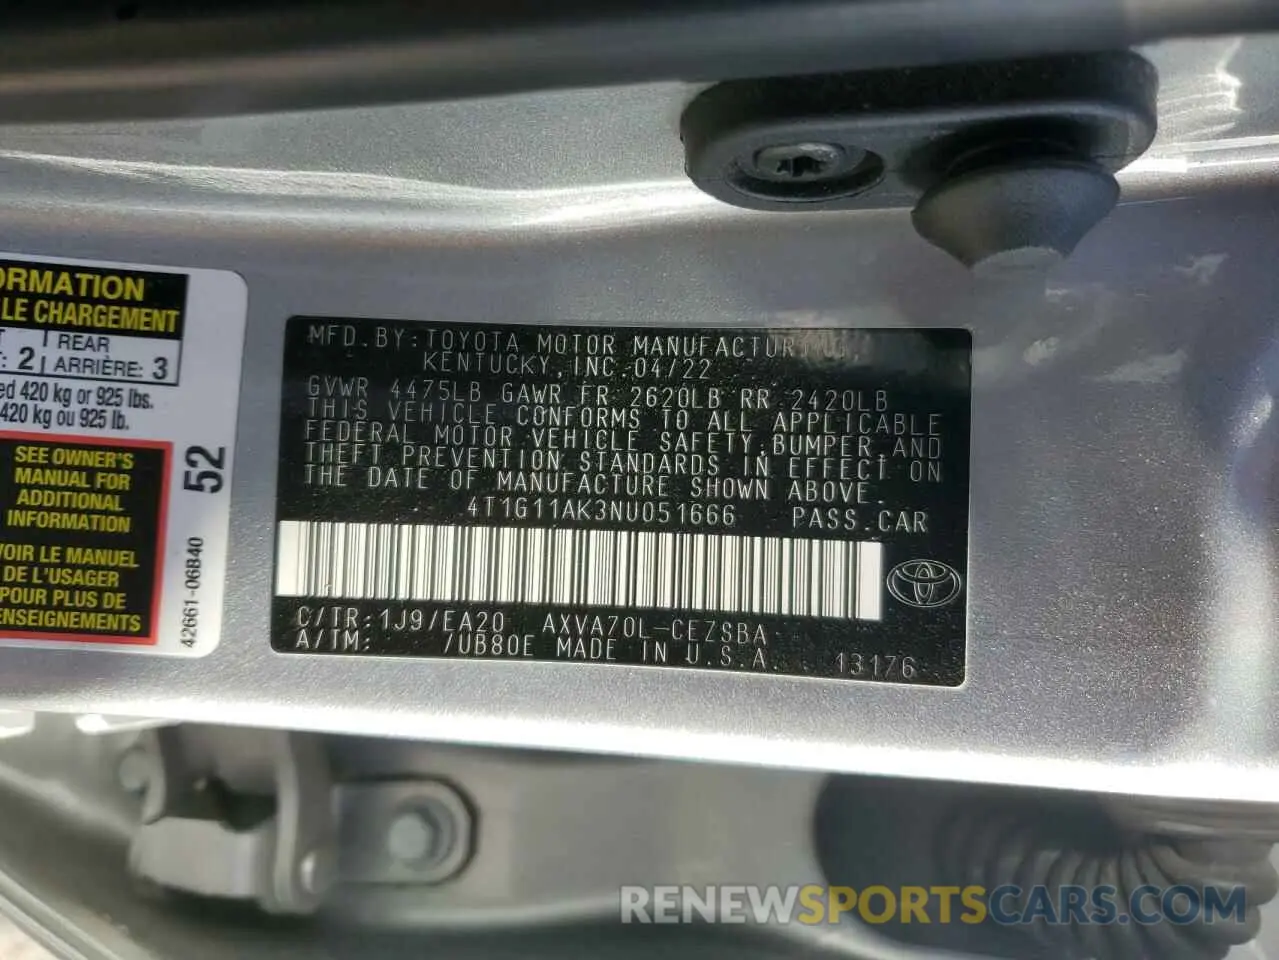 ORMATION
LE CHARGEMENT
: 2
REAR
ARRIÈRE: 3
ed 420 kg or 925 lbs.
420 kg ou 925 lb.
SEE OWNER'S
MANUAL FOR
ADDITIONAL
INFORMATION
VOIR LE MANUEL
DE L'USAGER
POUR PLUS DE
ENSEIGNEMENTS
52
42661-06B40
MFD.BY:TOYOTA MOTOR MANUFACTURING,
KENTUCKY,INC.04/22
GVWR 4475LB GAWR FR 2620LB RR 2420LB
THIS VEHICLE CONFORMS TO ALL APPLICABLE
FEDERAL MOTOR VEHICLE SAFETY,BUMPER,AND
THEFT PREVENTION STANDARDS IN EFFECT ON
THE DATE OF MANUFACTURE SHOWN ABOVE.
4T1G11AK3NU051666 PASS.CAR
C/TR:1J9/EA20 AXVA70L-CEZSBA
A/TM: 7UB80E MADE IN U.S.A. 13176
RENEWSPORTSCARS.COM